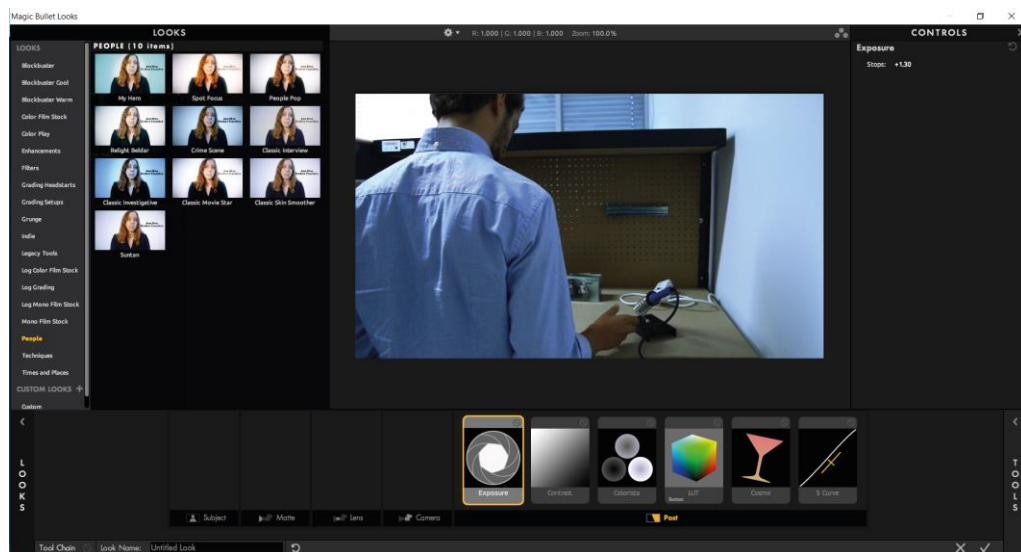 Magic Bullet Looks
LOOKS
R: 1.000 | G: 1.000 | B: 1.000 Zoom: 100.0%
CONTROLS
LOOKS
Blockbuster
Blockbuster Cool
Blockbuster Warm
Color Film Stock
Color Play
Enhancements
Filters
Grading Headstarts
Grading Setups
Grunge
Indie
Legacy Tools
Log Color Film Stock
Log Grading
Log Mono Film Stock
Mono Film Stock
People
Techniques
Times and Places
CUSTOM LOOKS +
Custom
PEOPLE (10 items)
My Hero
Spot Focus
People Pop
Relight Beldar
Crime Scene
Classic Interview
Classic Investigative
Classic Movie Star
Classic Skin Smoother
Suntan
Exposure
Stops: +1.30
LOOKS
Exposure
Contrast
Colorista
LUT
Suntan
Cosmo
S Curve
TOOLS
Subject
Matte
Lens
Camera
Post
Tool Chain
Look Name: Untitled Look